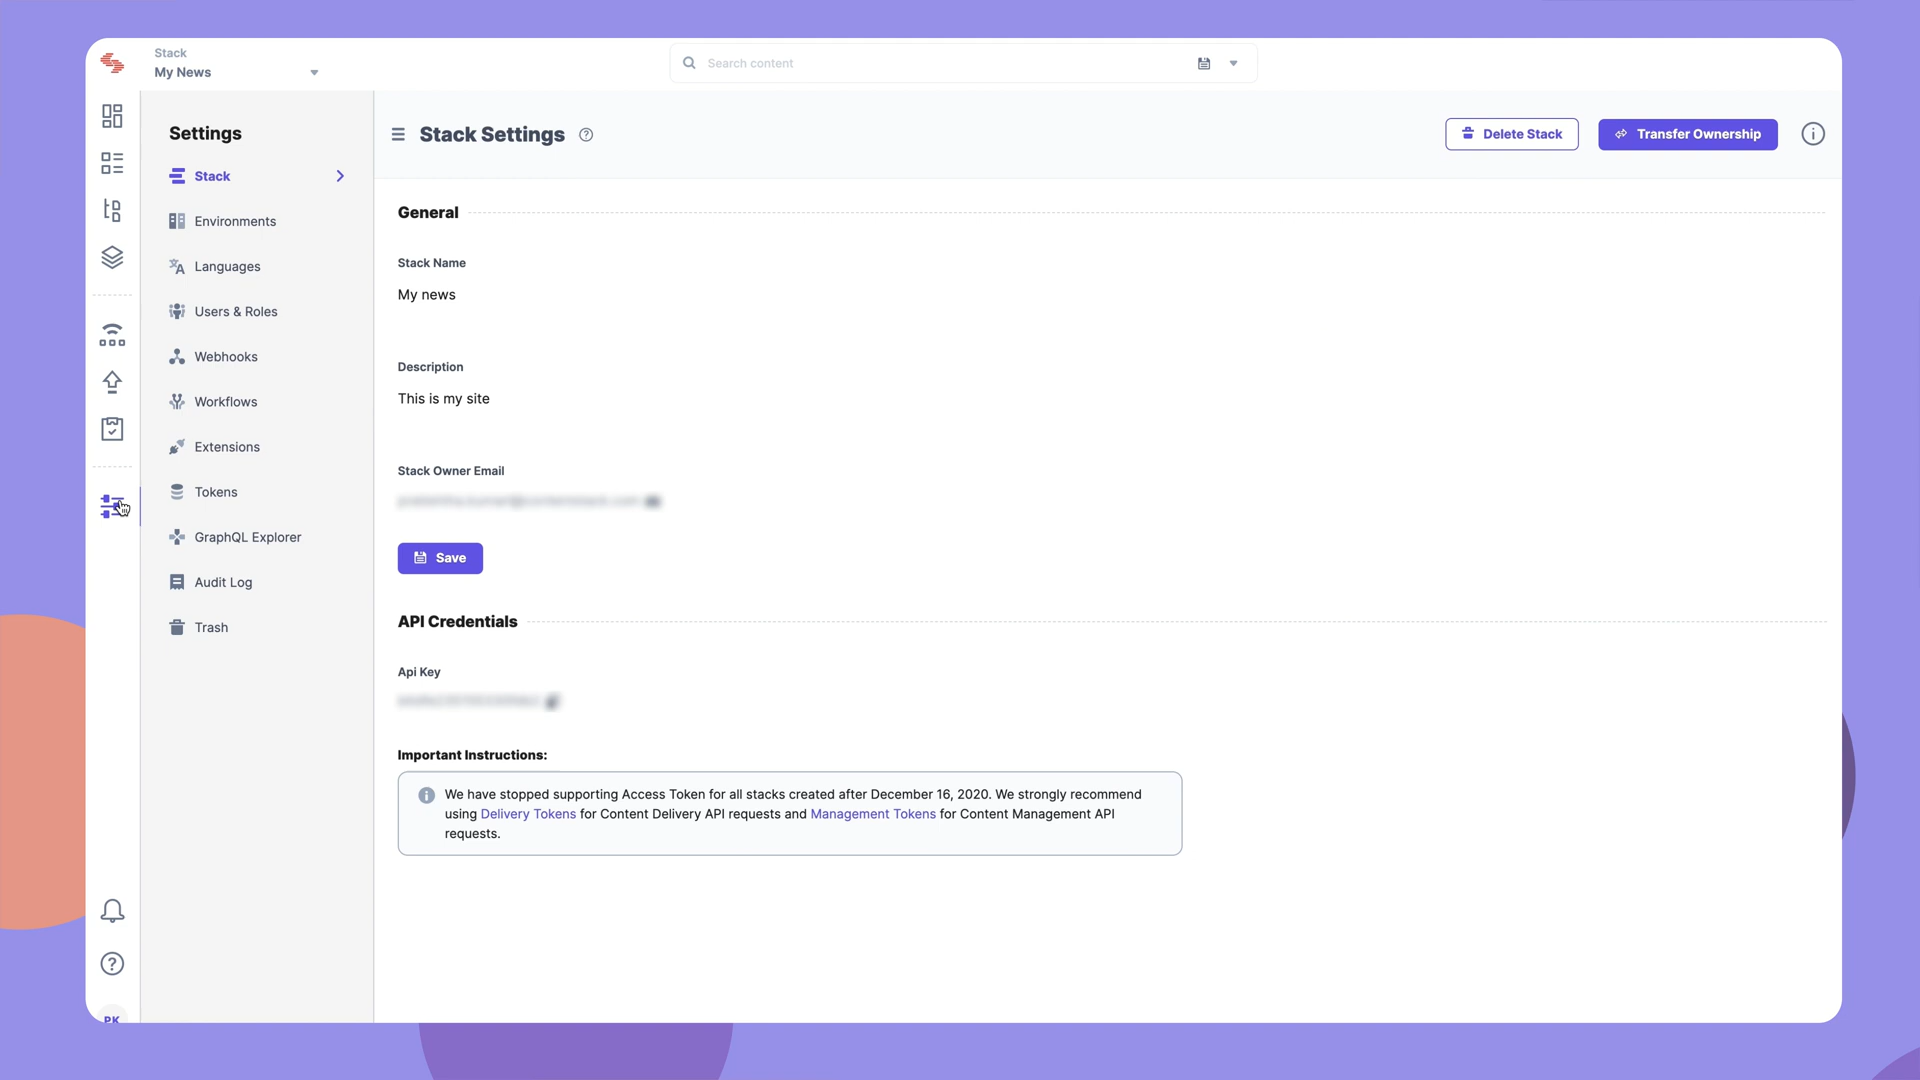 Stack
My News
Search content
Settings
Stack
Environments
Languages
Users & Roles
Webhooks
Workflows
Extensions
Tokens
GraphQL Explorer
Audit Log
Trash
PK
Stack Settings
Delete Stack
Transfer Ownership
General
Stack Name
My news
Description
This is my site
Stack Owner Email
Save
API Credentials
Api Key
Important Instructions:
We have stopped supporting Access Token for all stacks created after December 16, 2020. We strongly recommend
using Delivery Tokens for Content Delivery API requests and Management Tokens for Content Management API
requests.